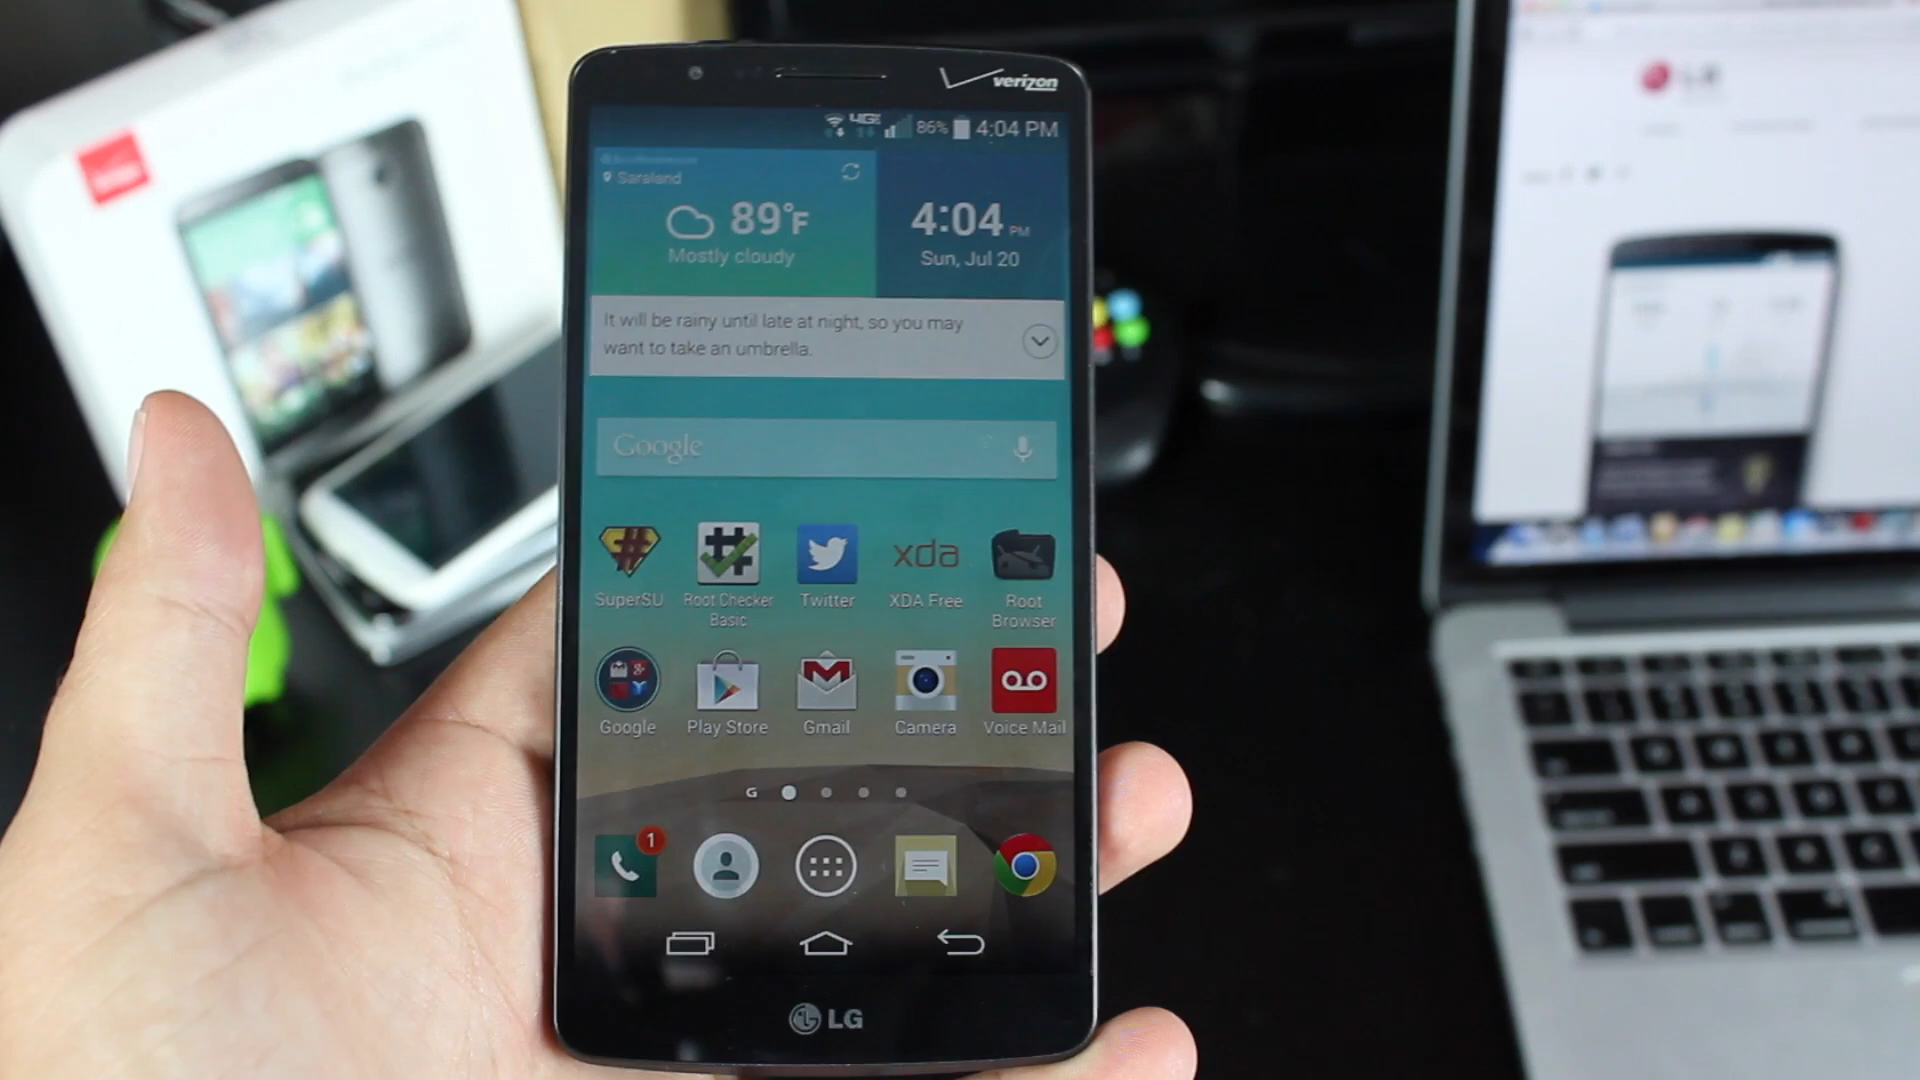 verizon
4G 86% 4:04 PM
Saraland
89°F
Mostly cloudy
4:04 PM
Sun, Jul 20
It will be rainy until late at night, so you may
want to take an umbrella.
Google
xda
SuperSU Root Checker Basic Twitter XDA Free Root Browser
Google Play Store Gmail Camera Voice Mail
G
1
LG
LG